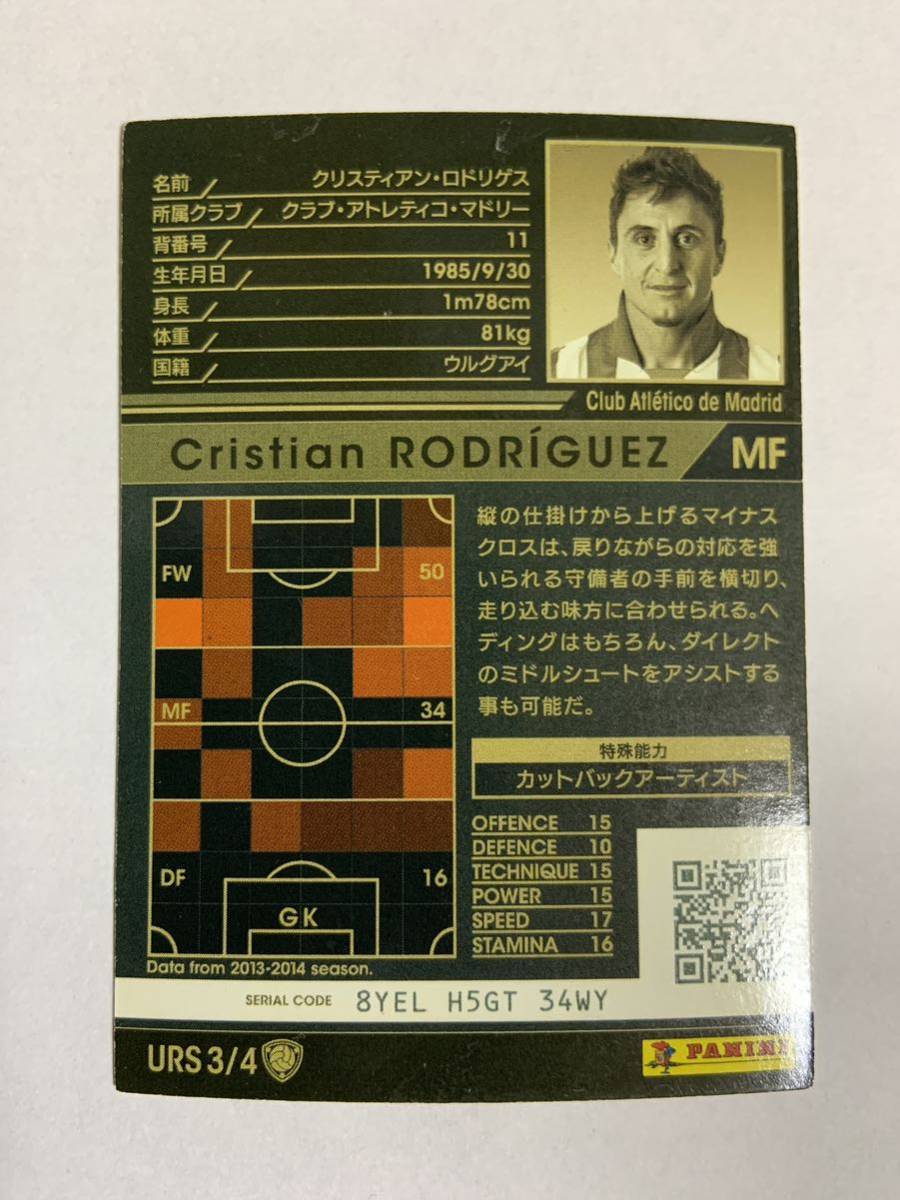 名前 クリスティアン・ロドリゲス
所属クラブ クラブ・アトレティコ・マドリー
背番号 11
生年月日 1985/9/30
身長 1m78cm
体重 81kg
国籍 ウルグアイ
Club Atlético de Madrid
Cristian RODRÍGUEZ MF
FW 50
MF 34
DF 16
GK
Data from 2013-2014 season.
縦の仕掛けから上げるマイナス
クロスは、戻りながらの対応を強
いられる守備者の手前を横切り、
走り込む味方に合わせられる。ヘ
ディングはもちろん、ダイレクト
のミドルシュートをアシストする
事も可能だ。
特殊能力
カットバックアーティスト
OFFENCE 15
DEFENCE 10
TECHNIQUE 15
POWER 15
SPEED 17
STAMINA 16
SERIAL CODE 8YEL H5GT 34WY
URS 3/4
PANINI